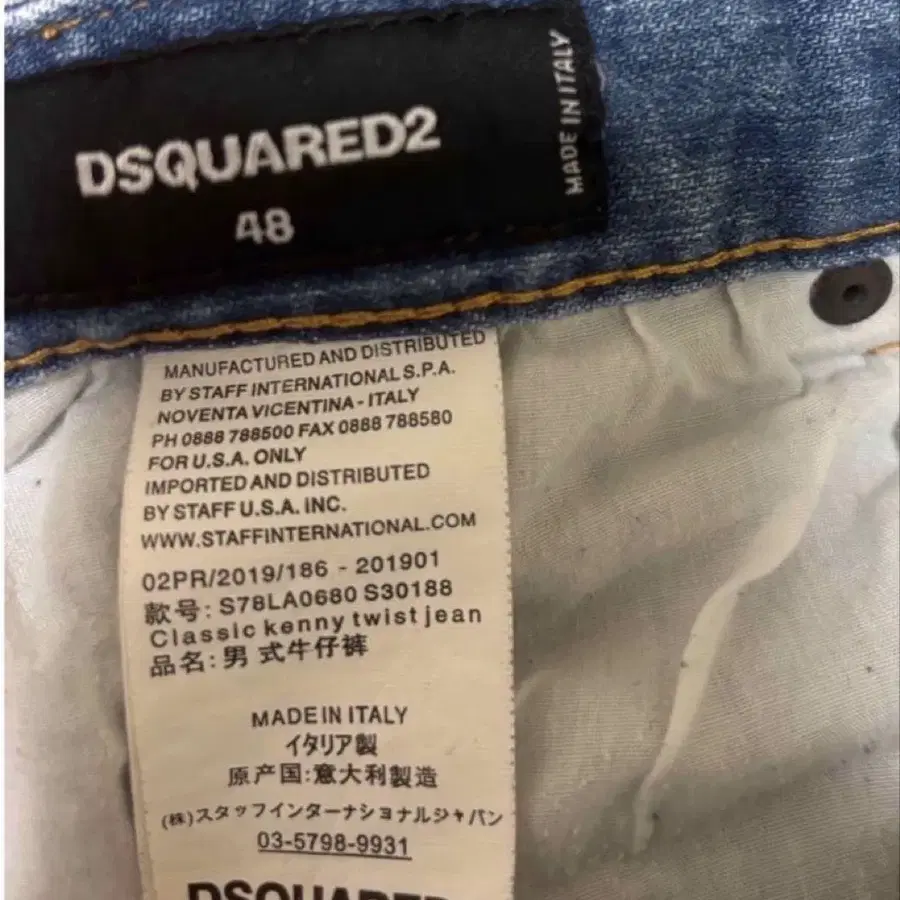 DSQUARED2
48
MADE IN ITALY
MANUFACTURED AND DISTRIBUTED
BY STAFF INTERNATIONAL S.P.A.
NOVENTA VICENTINA - ITALY
PH 0888 788500 FAX 0888 788580
FOR U.S.A. ONLY
IMPORTED AND DISTRIBUTED
BY STAFF U.S.A. INC.
WWW.STAFFINTERNATIONAL.COM
02PR/2019/186 - 201901
款号: S78LA0680 S30188
Classic kenny twist jean
品名: 男式牛仔裤
MADE IN ITALY
イタリア製
原产国:意大利製造
(株)スタッフインターナショナルジャパン
03-5798-9931
DSQUARED